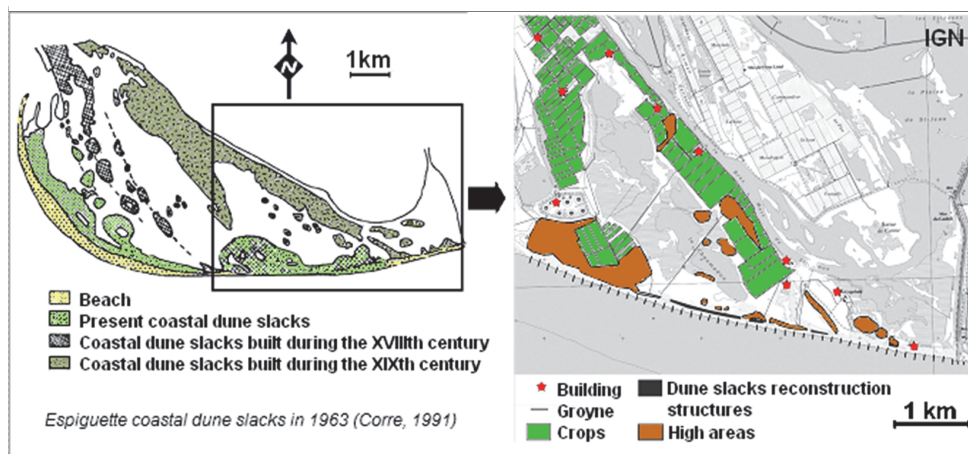 N
1km
Beach
Present coastal dune slacks
Coastal dune slacks built during the XVIIIth century
Coastal dune slacks built during the XIXth century
Espiguette coastal dune slacks in 1963 (Corre, 1991)
IGN
Building
Groyne
Crops
Dune slacks reconstruction
structures
High areas
1 km